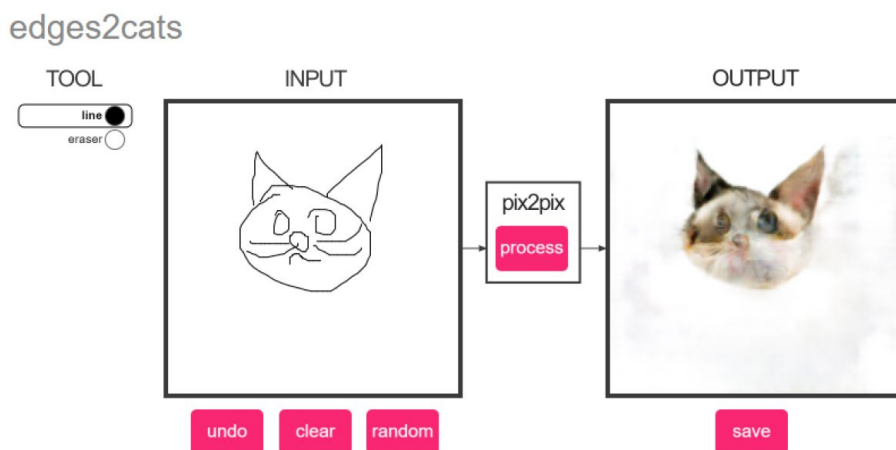 edges2cats
TOOL
INPUT
OUTPUT
line
eraser
pix2pix
process
undo
clear
random
save